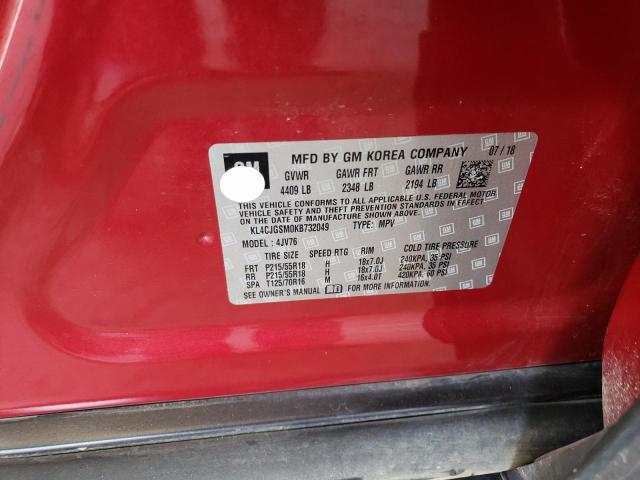 GM MFD BY GM KOREA COMPANY 07/18
GVWR GAWR FRT GAWR RR
4409 LB 2348 LB 2194 LB
THIS VEHICLE CONFORMS TO ALL APPLICABLE U.S. FEDERAL MOTOR
VEHICLE SAFETY, BUMPER, AND THEFT PREVENTION STANDARDS IN EFFECT
ON THE DATE OF MANUFACTURE SHOWN ABOVE.
KL4CJGSM0KB732049 TYPE: MPV
MODEL: 4JV76
TIRE SIZE SPEED RTG RIM COLD TIRE PRESSURE
FRT P215/55R18 H 18x7.0J 240KPA, 35 PSI
RR P215/55R18 H 18x7.0J 240KPA, 35 PSI
SPA T125/70R16 M 16x4.0T 420KPA, 60 PSI
SEE OWNER'S MANUAL FOR MORE INFORMATION.